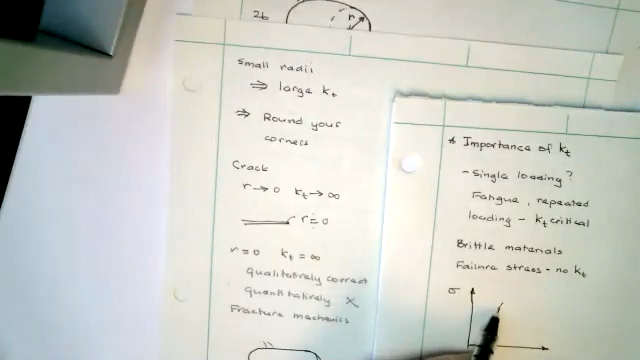 2b
r
small radii
⇒ large kt
⇒ Round your
corners
Crack
r→0 kt→∞
r=0
r=0 kt=∞
qualitatively correct
quantitatively X
Fracture mechanics
* Importance of kt
- Single loading?
Fatigue, repeated
loading - kt critical
Brittle materials
Failure stress - no kt
σ